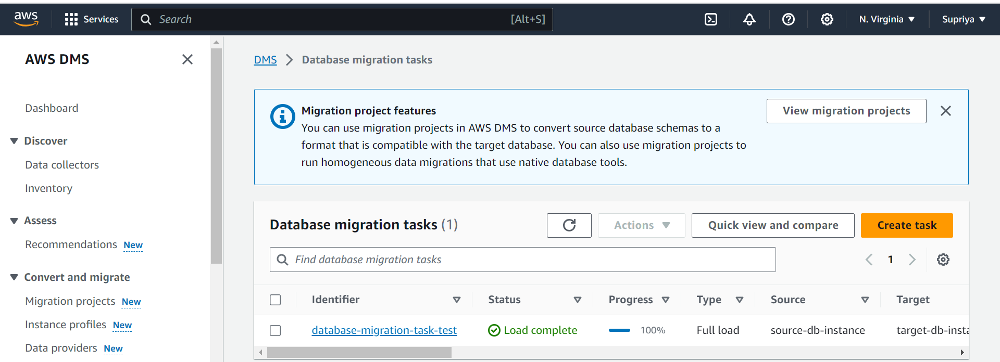 aws Services Search [Alt+S] N. Virginia Supriya
AWS DMS
Dashboard
Discover
Data collectors
Inventory
Assess
Recommendations New
Convert and migrate
Migration projects New
Instance profiles New
Data providers New
DMS Database migration tasks
Migration project features
You can use migration projects in AWS DMS to convert source database schemas to a
format that is compatible with the target database. You can also use migration projects to
run homogeneous data migrations that use native database tools.
View migration projects
Database migration tasks (1)
Actions
Quick view and compare
Create task
Find database migration tasks
1
Identifier Status Progress Type Source Target
database-migration-task-test Load complete 100% Full load source-db-instance target-db-insta